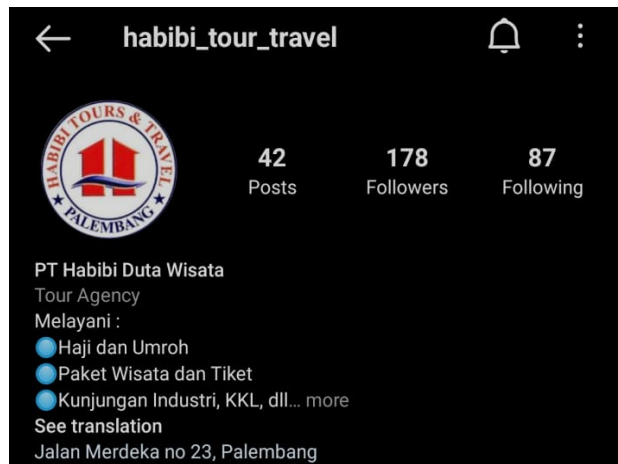 habibi_tour_travel
HABIBI TOURS & TRAVEL
PALEMBANG
42
Posts
178
Followers
87
Following
PT Habibi Duta Wisata
Tour Agency
Melayani :
🔵Haji dan Umroh
🔵Paket Wisata dan Tiket
🔵Kunjungan Industri, KKL, dll... more
See translation
Jalan Merdeka no 23, Palembang